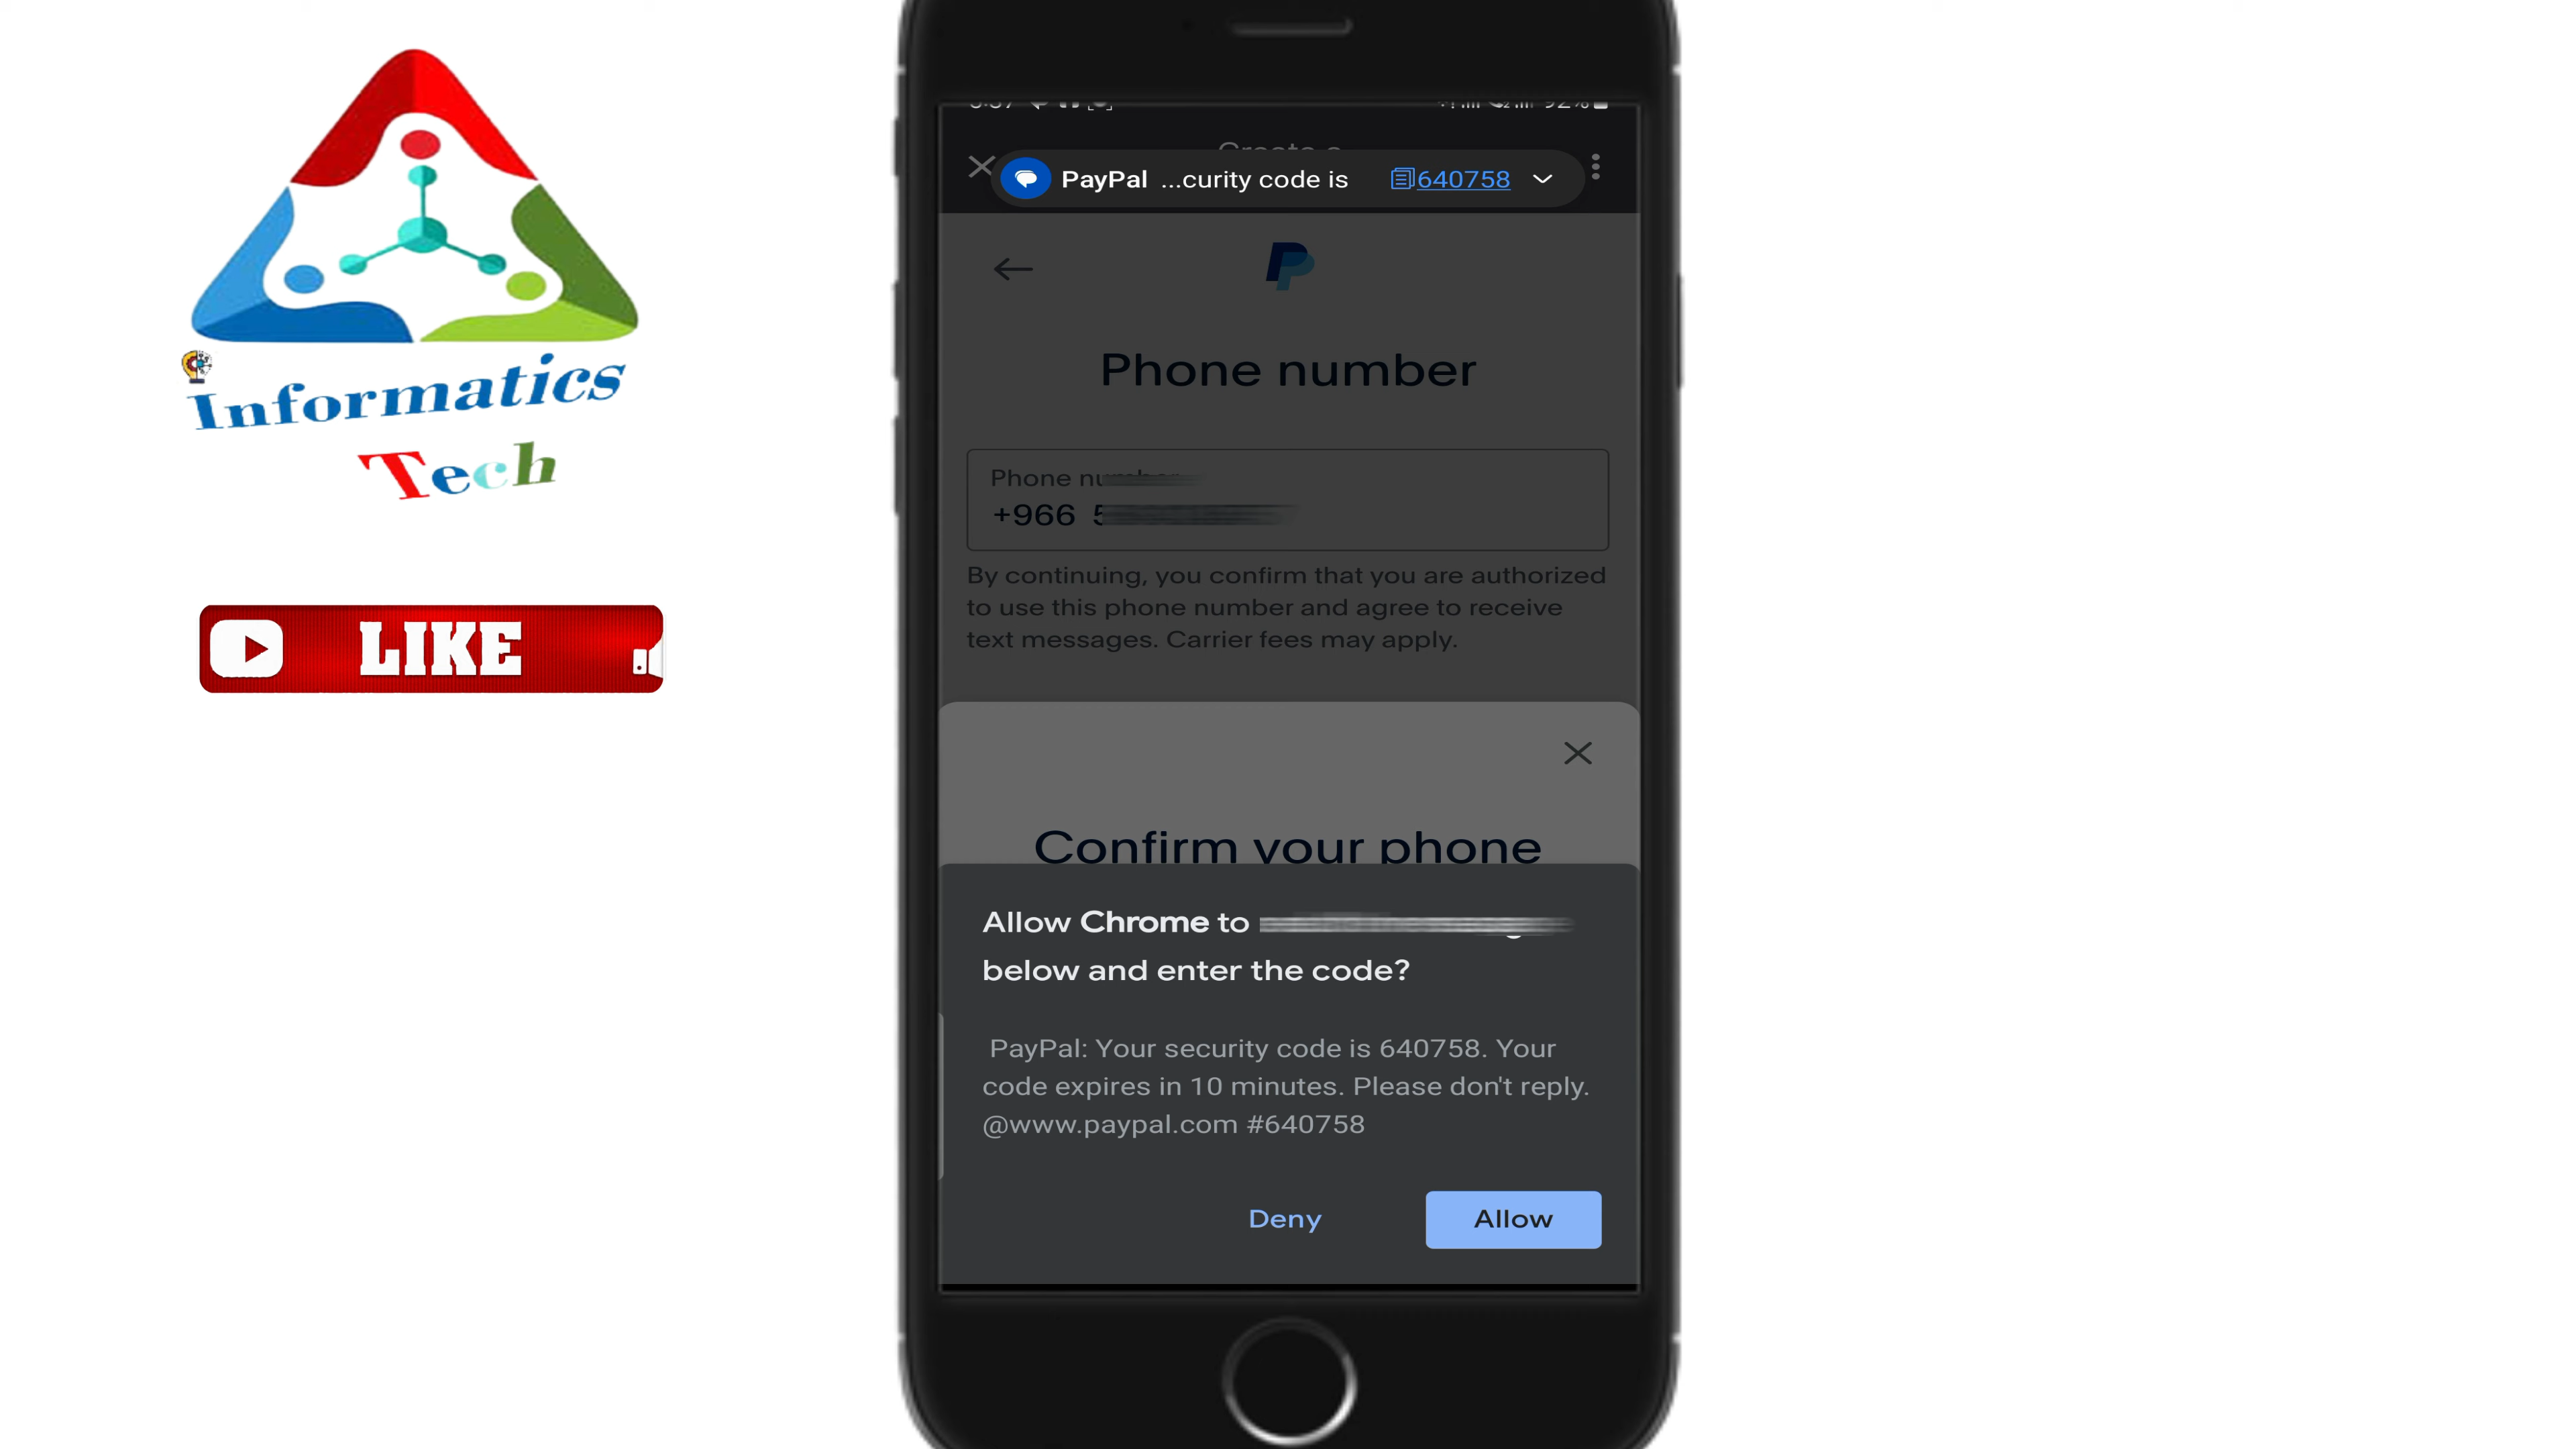 Informatics
Tech
LIKE
92%
PayPal ...curity code is 640758
Phone number
+966 5
By continuing, you confirm that you are authorized
to use this phone number and agree to receive
text messages. Carrier fees may apply.
Confirm your phone
Allow Chrome to
below and enter the code?
PayPal: Your security code is 640758. Your
code expires in 10 minutes. Please don't reply.
@www.paypal.com #640758
Deny
Allow